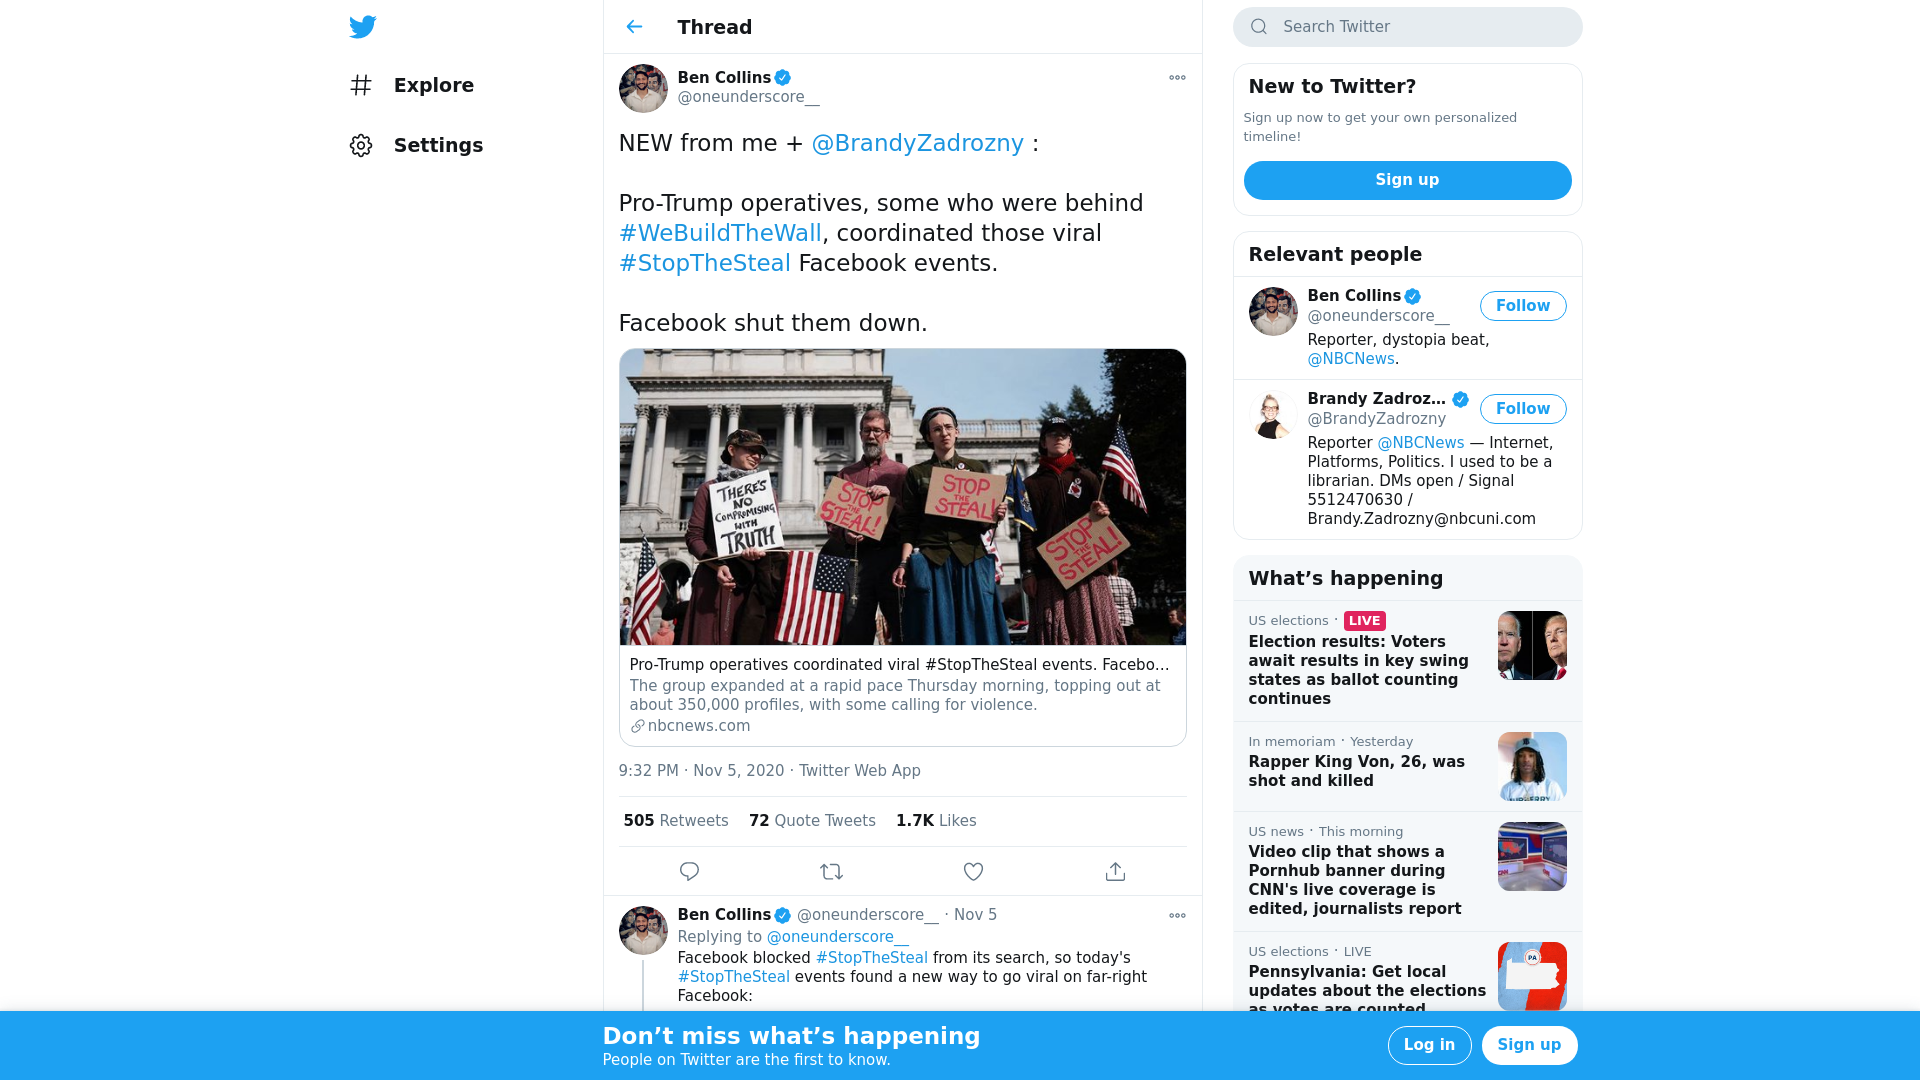 Explore
Settings
Thread
Ben Collins
@oneunderscore__
NEW from me + @BrandyZadrozny :
Pro-Trump operatives, some who were behind
#WeBuildTheWall, coordinated those viral
#StopTheSteal Facebook events.
Facebook shut them down.
THERE'S
NO
COMPROMISING
WITH
TRUTH
STOP
THE
STEAL!
STOP
THE
STEAL!
STOP
THE
STEAL!
Pro-Trump operatives coordinated viral #StopTheSteal events. Facebo…
The group expanded at a rapid pace Thursday morning, topping out at
about 350,000 profiles, with some calling for violence.
nbcnews.com
9:32 PM · Nov 5, 2020 · Twitter Web App
505 Retweets 72 Quote Tweets 1.7K Likes
Ben Collins @oneunderscore__ · Nov 5
Replying to @oneunderscore__
Facebook blocked #StopTheSteal from its search, so today's
#StopTheSteal events found a new way to go viral on far-right
Facebook:
Search Twitter
New to Twitter?
Sign up now to get your own personalized
timeline!
Sign up
Relevant people
Ben Collins
@oneunderscore__
Follow
Reporter, dystopia beat,
@NBCNews.
Brandy Zadroz…
@BrandyZadrozny
Follow
Reporter @NBCNews — Internet,
Platforms, Politics. I used to be a
librarian. DMs open / Signal
5512470630 /
Brandy.Zadrozny@nbcuni.com
What’s happening
US elections · LIVE
Election results: Voters
await results in key swing
states as ballot counting
continues
In memoriam · Yesterday
Rapper King Von, 26, was
shot and killed
US news · This morning
Video clip that shows a
Pornhub banner during
CNN's live coverage is
edited, journalists report
US elections · LIVE
Pennsylvania: Get local
updates about the elections
as votes are counted
PA
Don’t miss what’s happening
People on Twitter are the first to know.
Log in
Sign up